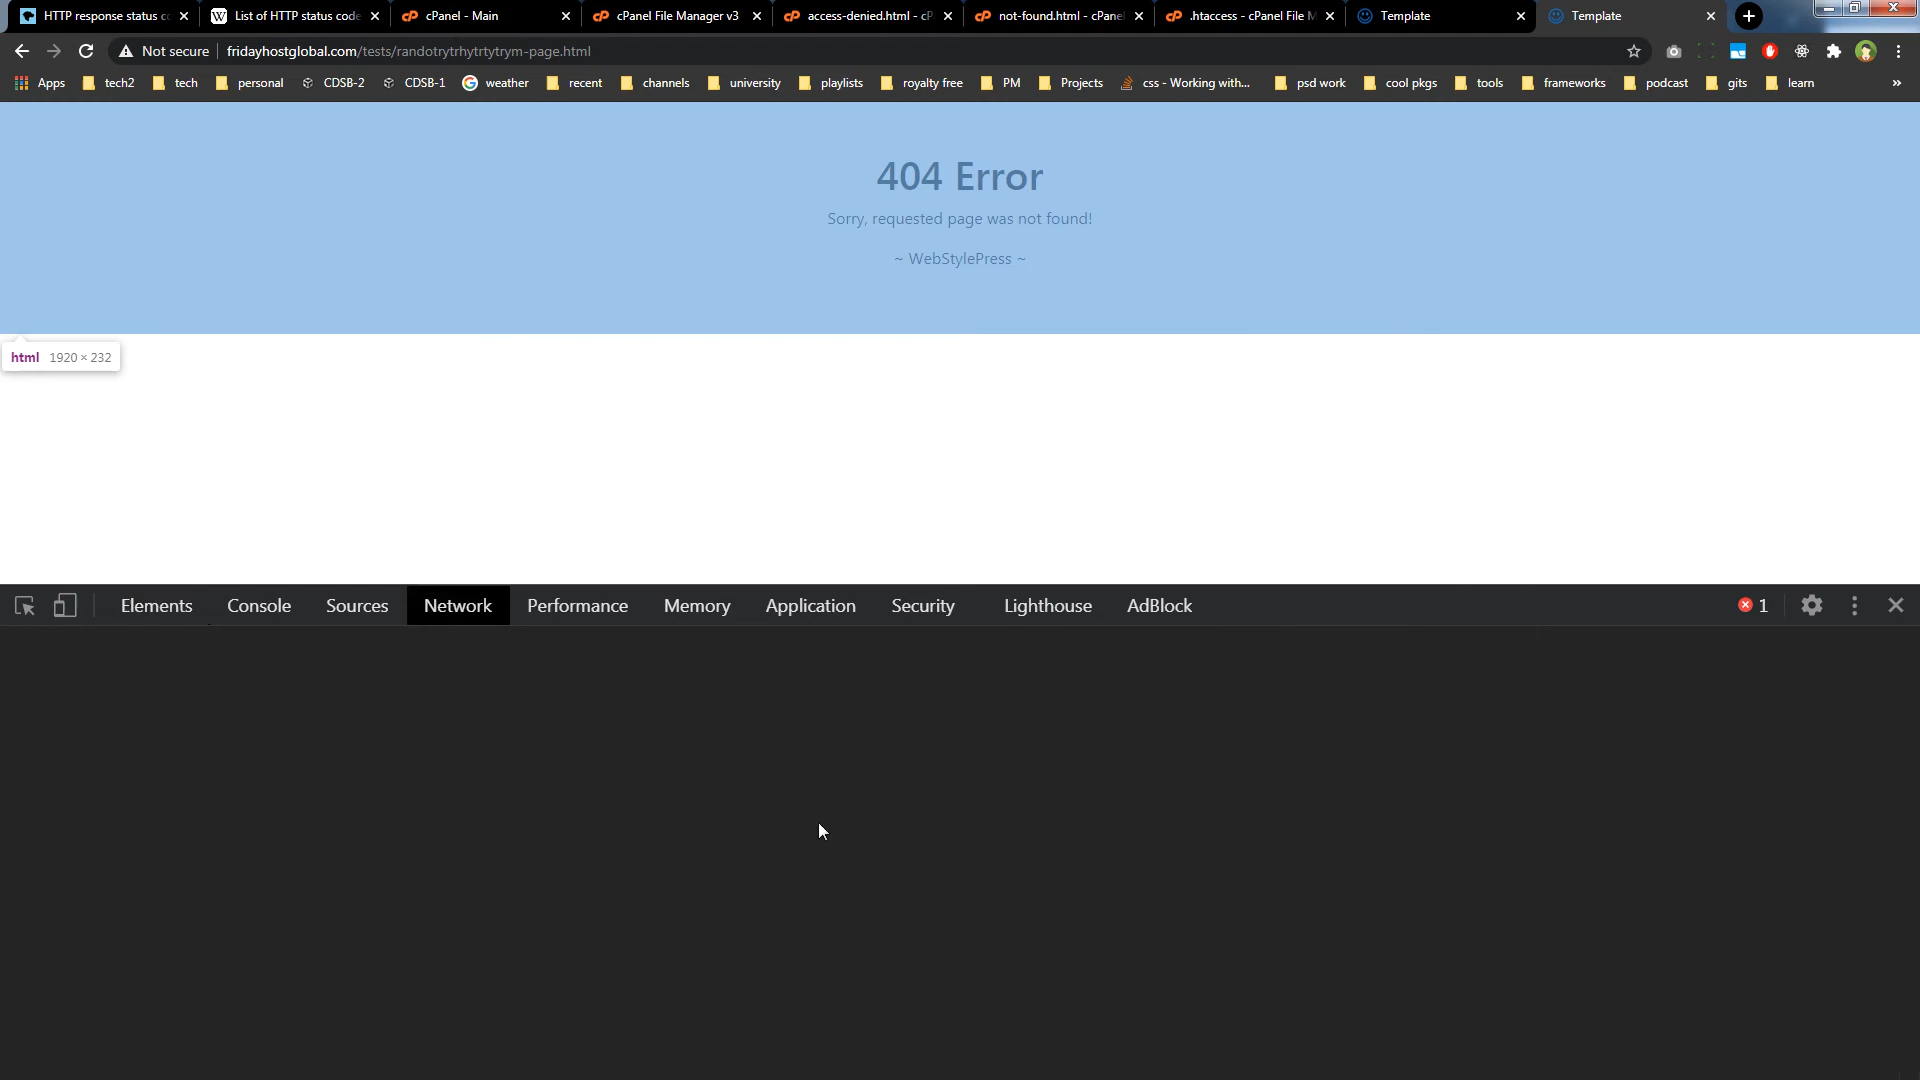 HTTP response status c
List of HTTP status code
cPanel - Main
cPanel File Manager v3
access-denied.html - cP
not-found.html - cPanel
.htaccess - cPanel File M
Template
Template
Not secure
fridayhostglobal.com/tests/randotrytrhytrtytrym-page.html
Apps
tech2
tech
personal
CDSB-2
CDSB-1
weather
recent
channels
university
playlists
royalty free
PM
Projects
css - Working with...
psd work
cool pkgs
tools
frameworks
podcast
gits
learn
»
404 Error
Sorry, requested page was not found!
~ WebStylePress ~
html 1920 × 232
Elements
Console
Sources
Network
Performance
Memory
Application
Security
Lighthouse
AdBlock
1